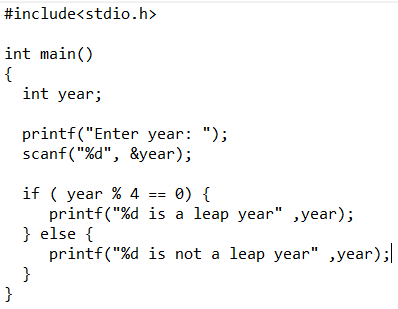 #include<stdio.h>

int main()
{
  int year;

  printf("Enter year: ");
  scanf("%d", &year);

  if ( year % 4 == 0) {
     printf("%d is a leap year" ,year);
  } else {
     printf("%d is not a leap year" ,year);
  }
}